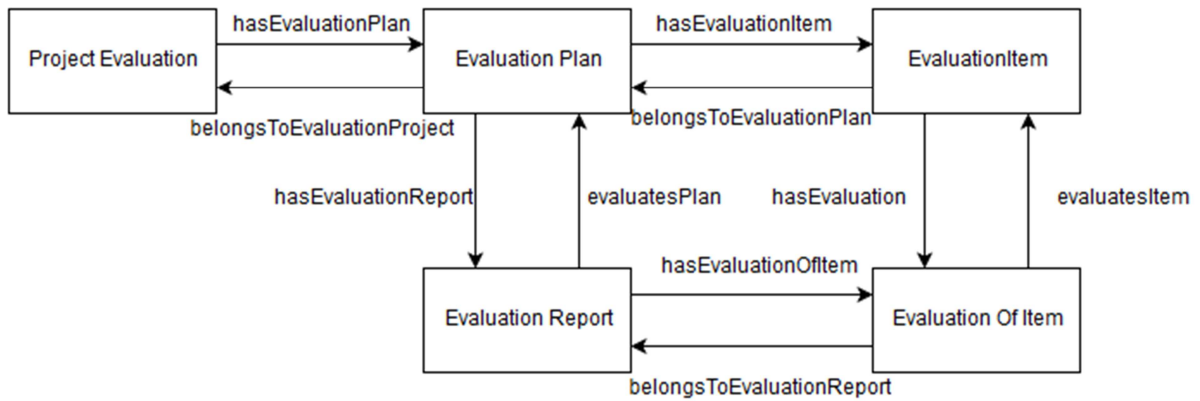 hasEvaluationPlan
hasEvaluationItem
Project Evaluation
Evaluation Plan
EvaluationItem
belongsToEvaluationProject
belongsToEvaluationPlan
hasEvaluationReport
evaluatesPlan
hasEvaluation
evaluatesItem
hasEvaluationOfItem
Evaluation Report
Evaluation Of Item
belongsToEvaluationReport